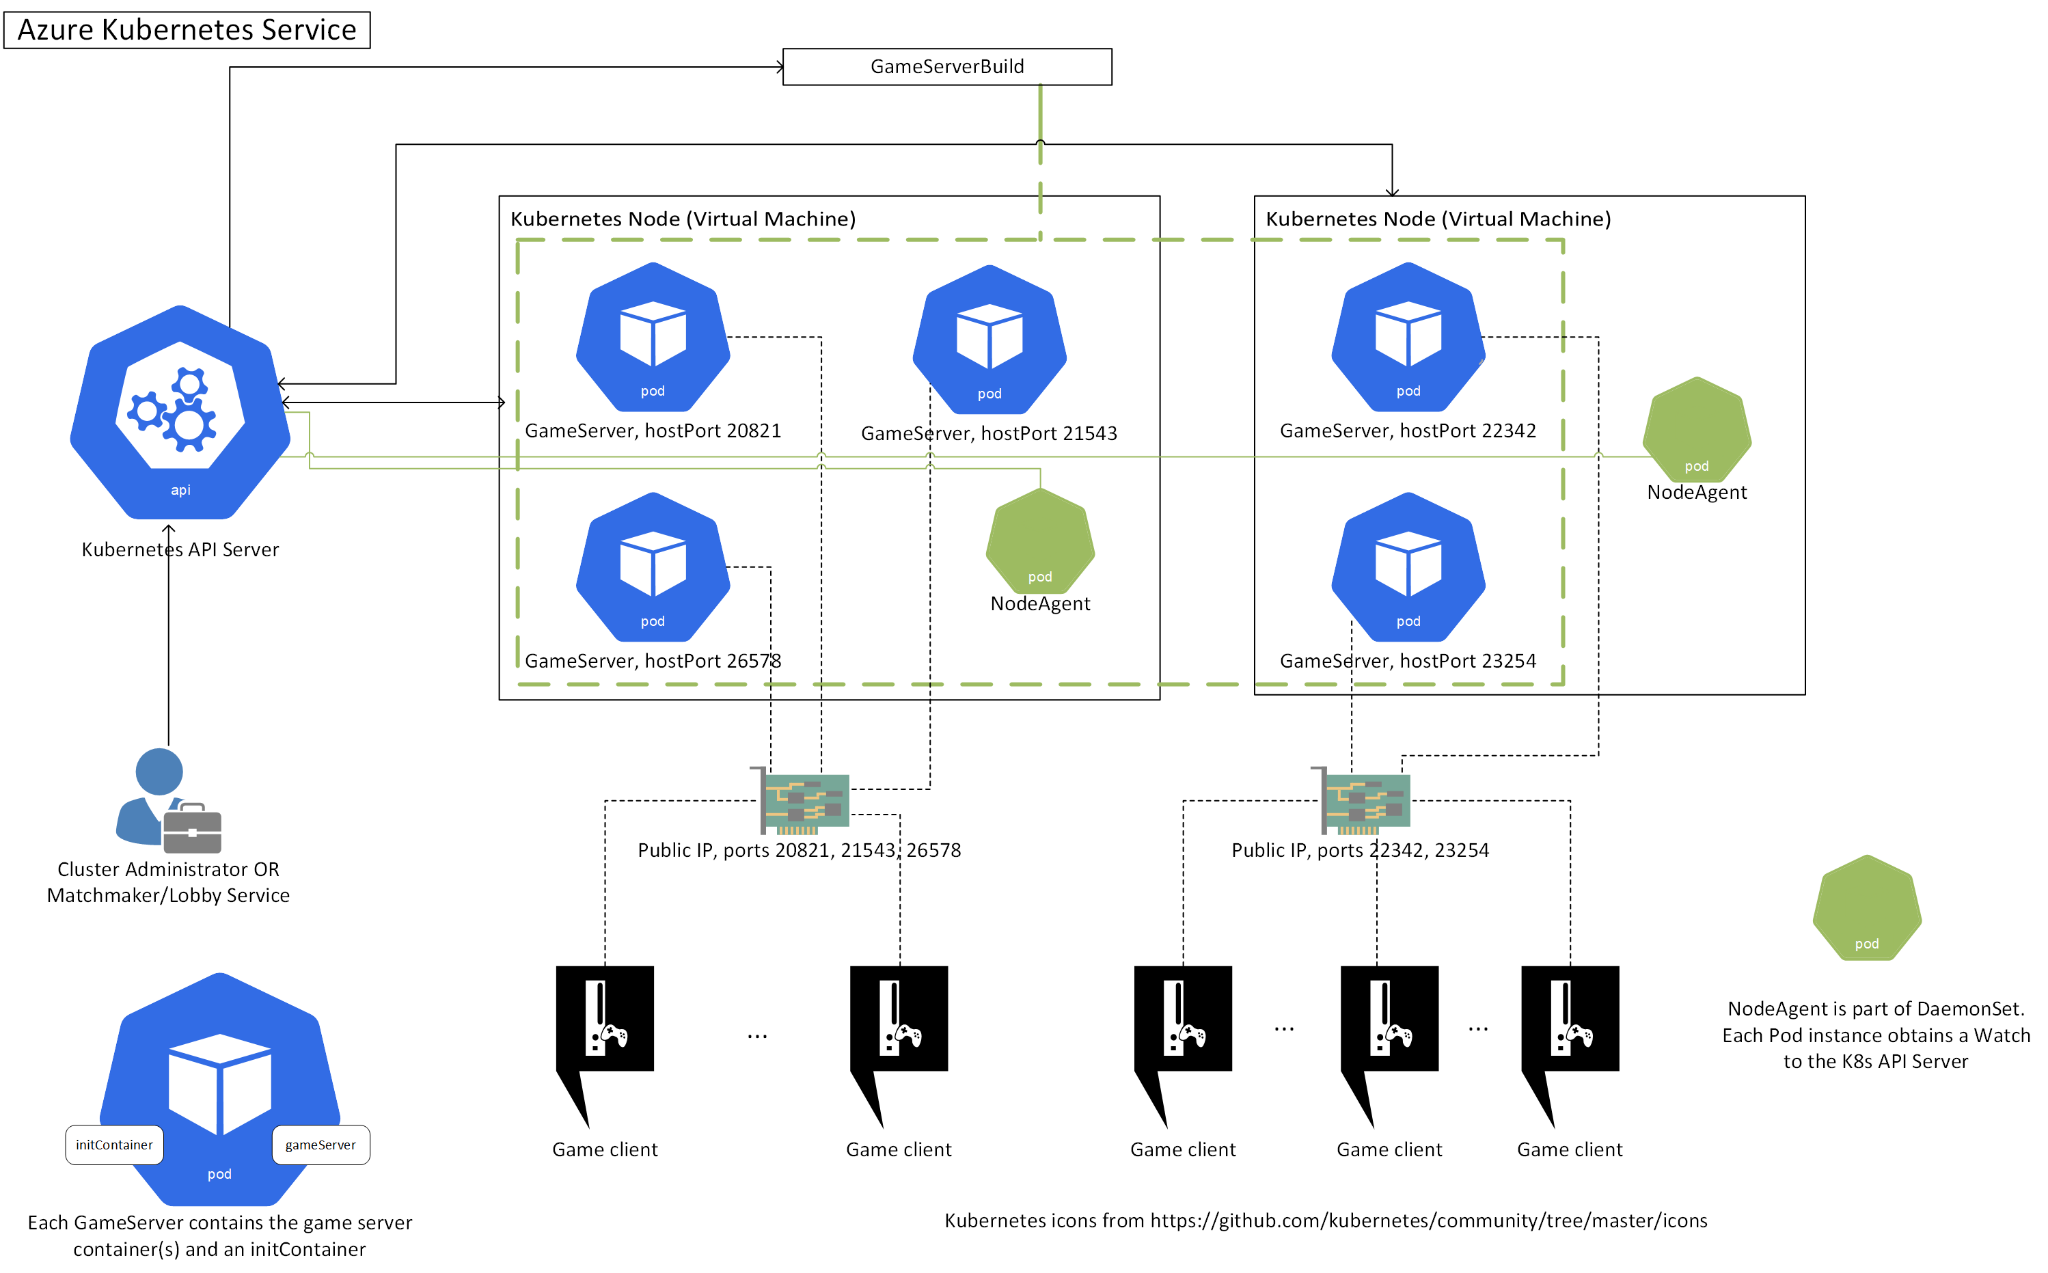 Azure Kubernetes Service
GameServerBuild
Kubernetes Node (Virtual Machine)
pod
GameServer, hostPort 20821
pod
GameServer, hostPort 21543
pod
GameServer, hostPort 26578
pod
NodeAgent
Kubernetes Node (Virtual Machine)
pod
GameServer, hostPort 22342
pod
NodeAgent
pod
GameServer, hostPort 23254
api
Kubernetes API Server
Cluster Administrator OR
Matchmaker/Lobby Service
Public IP, ports 20821, 21543, 26578
Public IP, ports 22342, 23254
...
Game client
Game client
...
...
Game client
Game client
Game client
pod
NodeAgent is part of DaemonSet.
Each Pod instance obtains a Watch
to the K8s API Server
initContainer
gameServer
pod
Each GameServer contains the game server
container(s) and an initContainer
Kubernetes icons from https://github.com/kubernetes/community/tree/master/icons